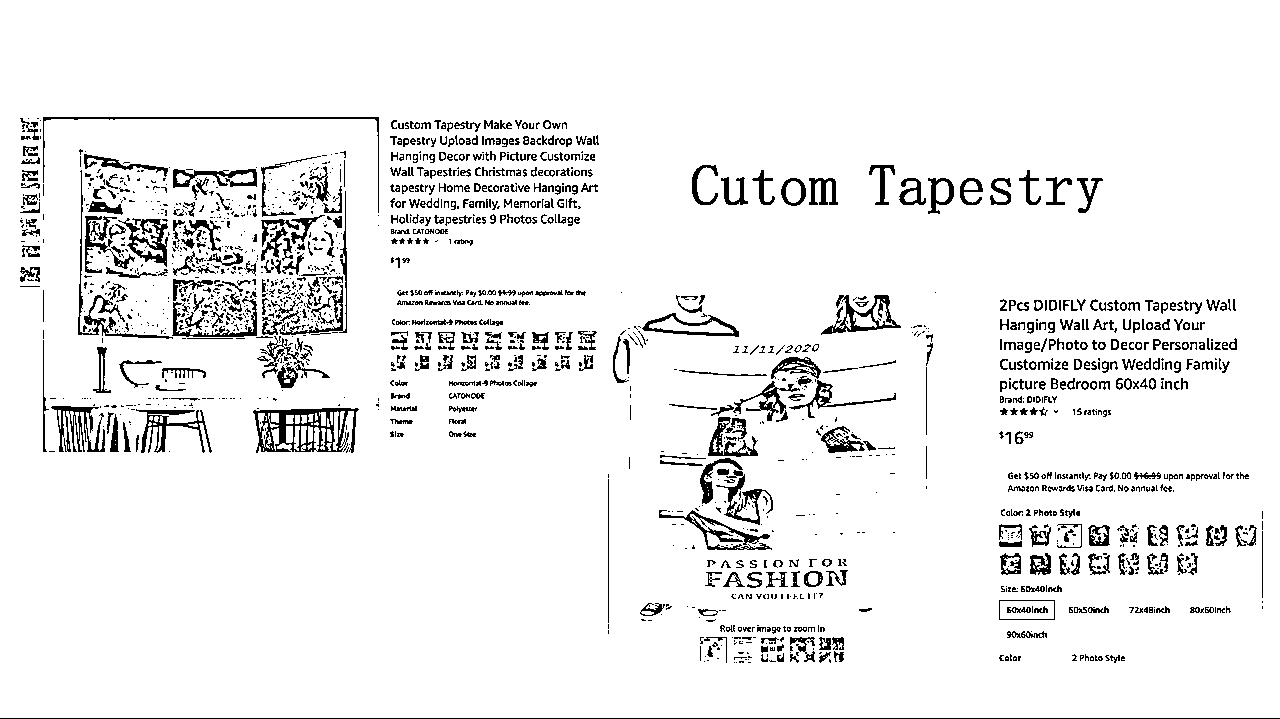 Custom Tapestry Make Your Own
Tapestry Upload Images Backdrop Wall
Hanging Decor with Picture Customize
Wall Tapestries Christmas decorations
tapestry Home Decorative Hanging Art
for Wedding, Family, Memorial Gift,
Holiday tapestries 9 Photos Collage
Brand: CATONODE
1 rating
$1.99
Get $50 off instantly: Pay $0.00 $1.99 upon approval for the
Amazon Rewards Visa Card. No annual fee.
Color: Horizontal-9 Photos Collage
Color Horizontal-9 Photos Collage
Brand CATONODE
Material Polyester
Theme Floral
Size One Size
Cutom Tapestry
11/11/2020
PASSION FOR
FASHION
CAN YOU FEEL IT?
Roll over image to zoom in
2Pcs DIDIFLY Custom Tapestry Wall
Hanging Wall Art, Upload Your
Image/Photo to Decor Personalized
Customize Design Wedding Family
picture Bedroom 60x40 inch
Brand: DIDIFLY
15 ratings
$16.99
Get $50 off instantly: Pay $0.00 $16.99 upon approval for the
Amazon Rewards Visa Card. No annual fee.
Color: 2 Photo Style
Size: 60x40inch
60x40inch 60x50inch 72x48inch 80x60inch
90x60inch
Color 2 Photo Style